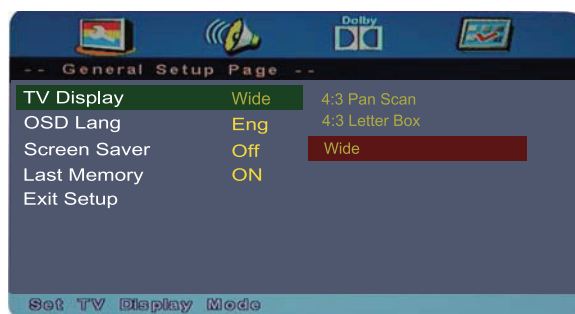 Dolby
-- General Setup Page --
TV Display Wide 4:3 Pan Scan
OSD Lang Eng 4:3 Letter Box
Screen Saver Off Wide
Last Memory ON
Exit Setup
Set TV Display Mode